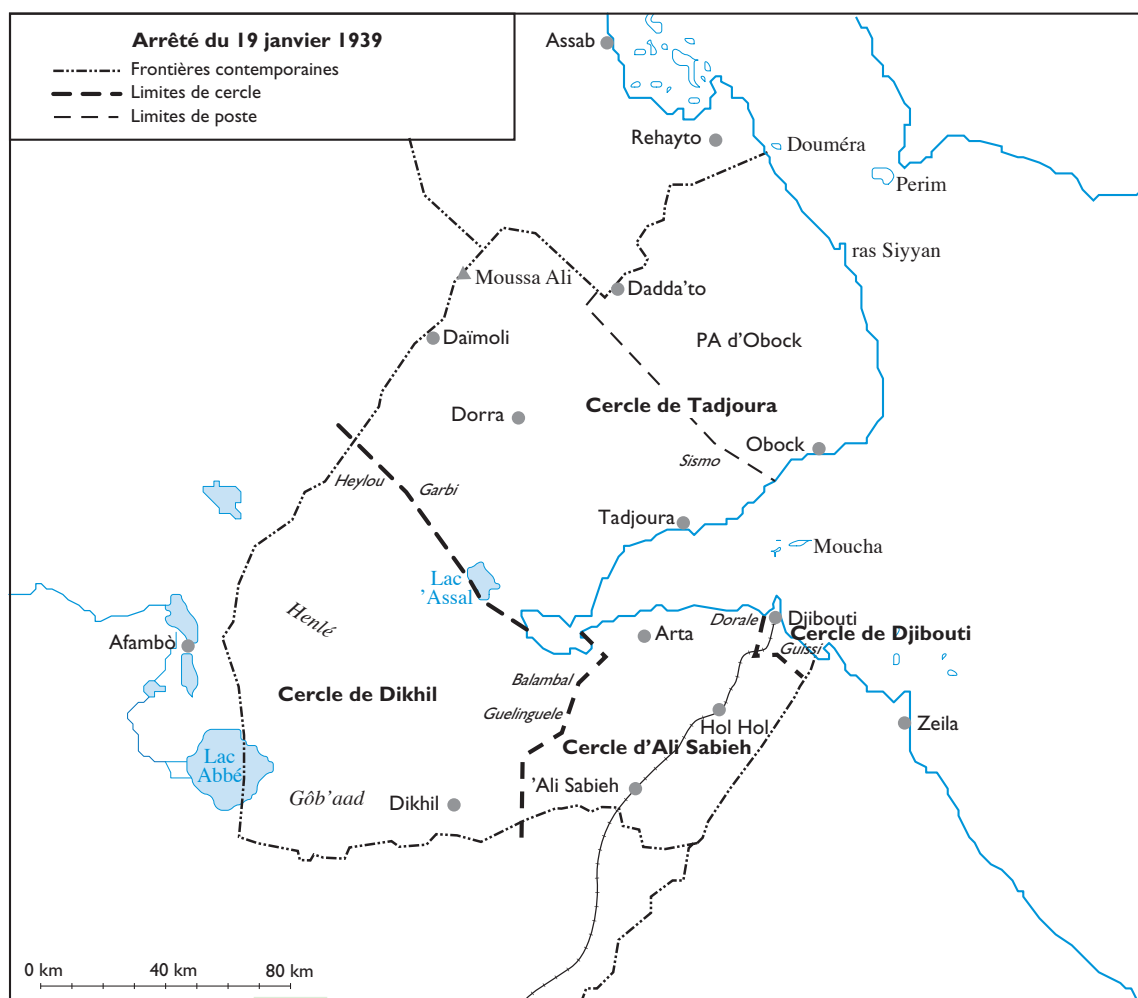 Arrêté du 19 janvier 1939
Frontières contemporaines
Limites de cercle
Limites de poste
Assab
Rehayto
Douméra
Perim
ras Siyyan
Moussa Ali
Dadda'to
Daïmoli
PA d'Obock
Cercle de Tadjoura
Dorra
Obock
Sismo
Heylou
Garbi
Tadjoura
Moucha
Lac
'Assal
Henlé
Afambò
Dorale
Djibouti
Arta
Cercle de Djibouti
Guissi
Balambal
Cercle de Dikhil
Guelinguele
Hol Hol
Zeila
Cercle d'Ali Sabieh
Lac
Abbé
'Ali Sabieh
Gôb'aad
Dikhil
0 km 40 km 80 km